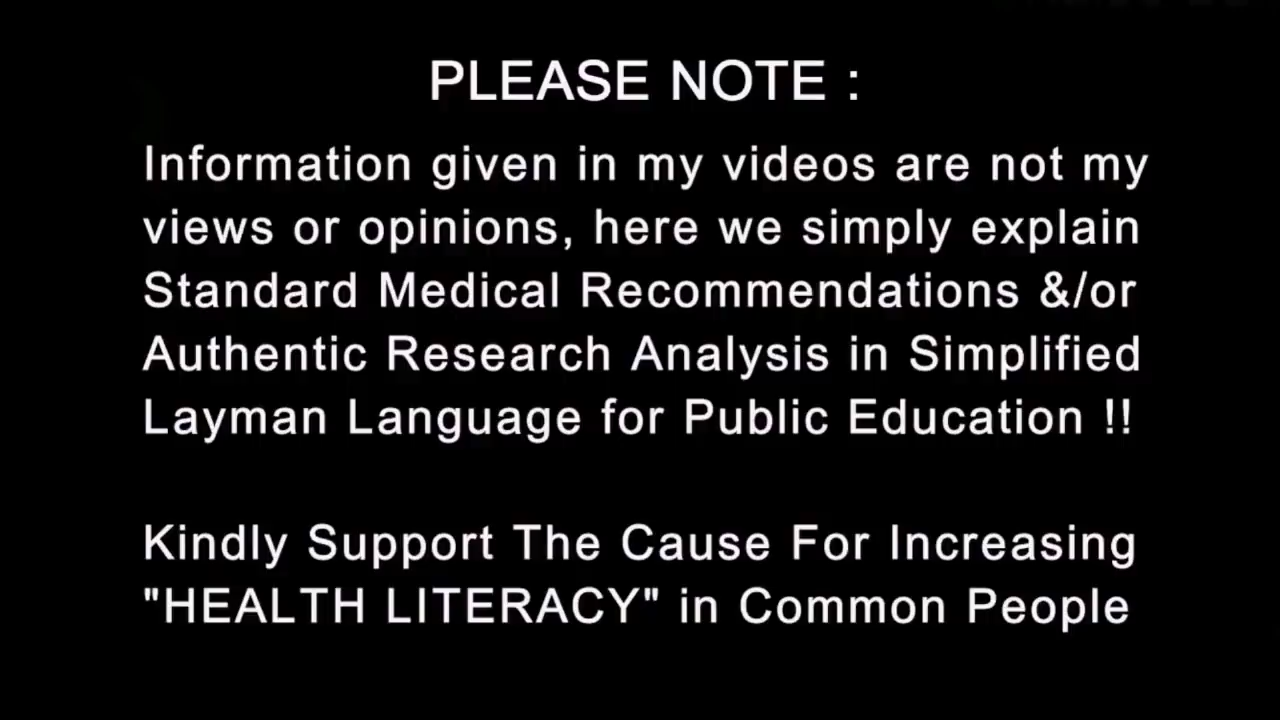 PLEASE NOTE :
Information given in my videos are not my
views or opinions, here we simply explain
Standard Medical Recommendations &/or
Authentic Research Analysis in Simplified
Layman Language for Public Education !!
Kindly Support The Cause For Increasing
"HEALTH LITERACY" in Common People